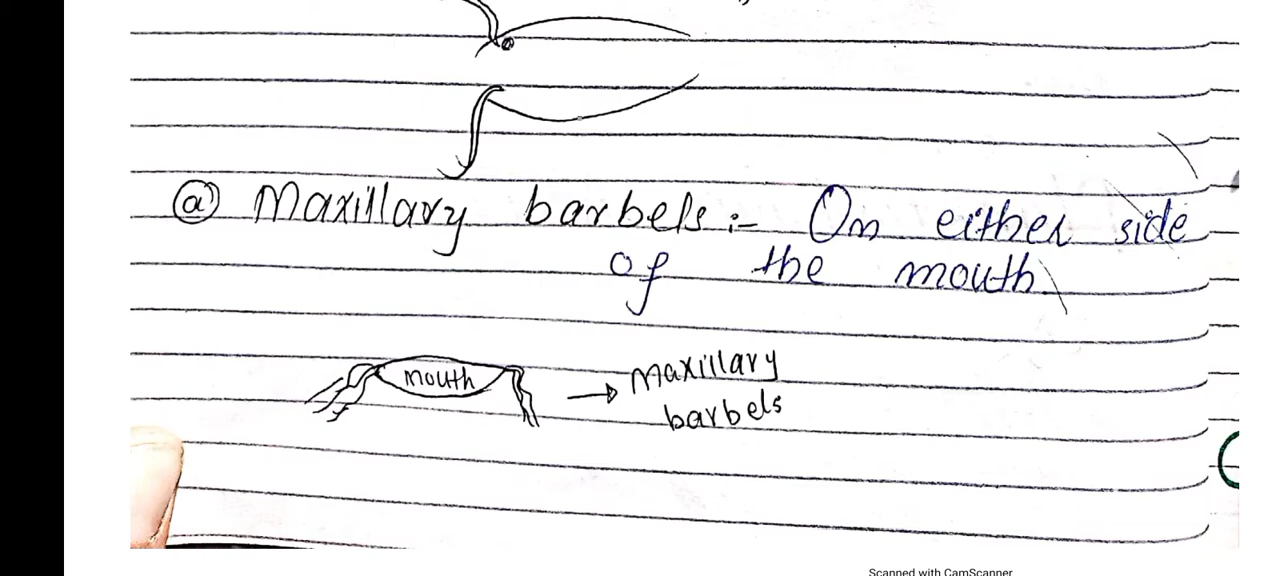 ⓐ Maxillary barbels:- On either side
of the mouth
mouth
→ maxillary
barbels
Scanned with CamScanner